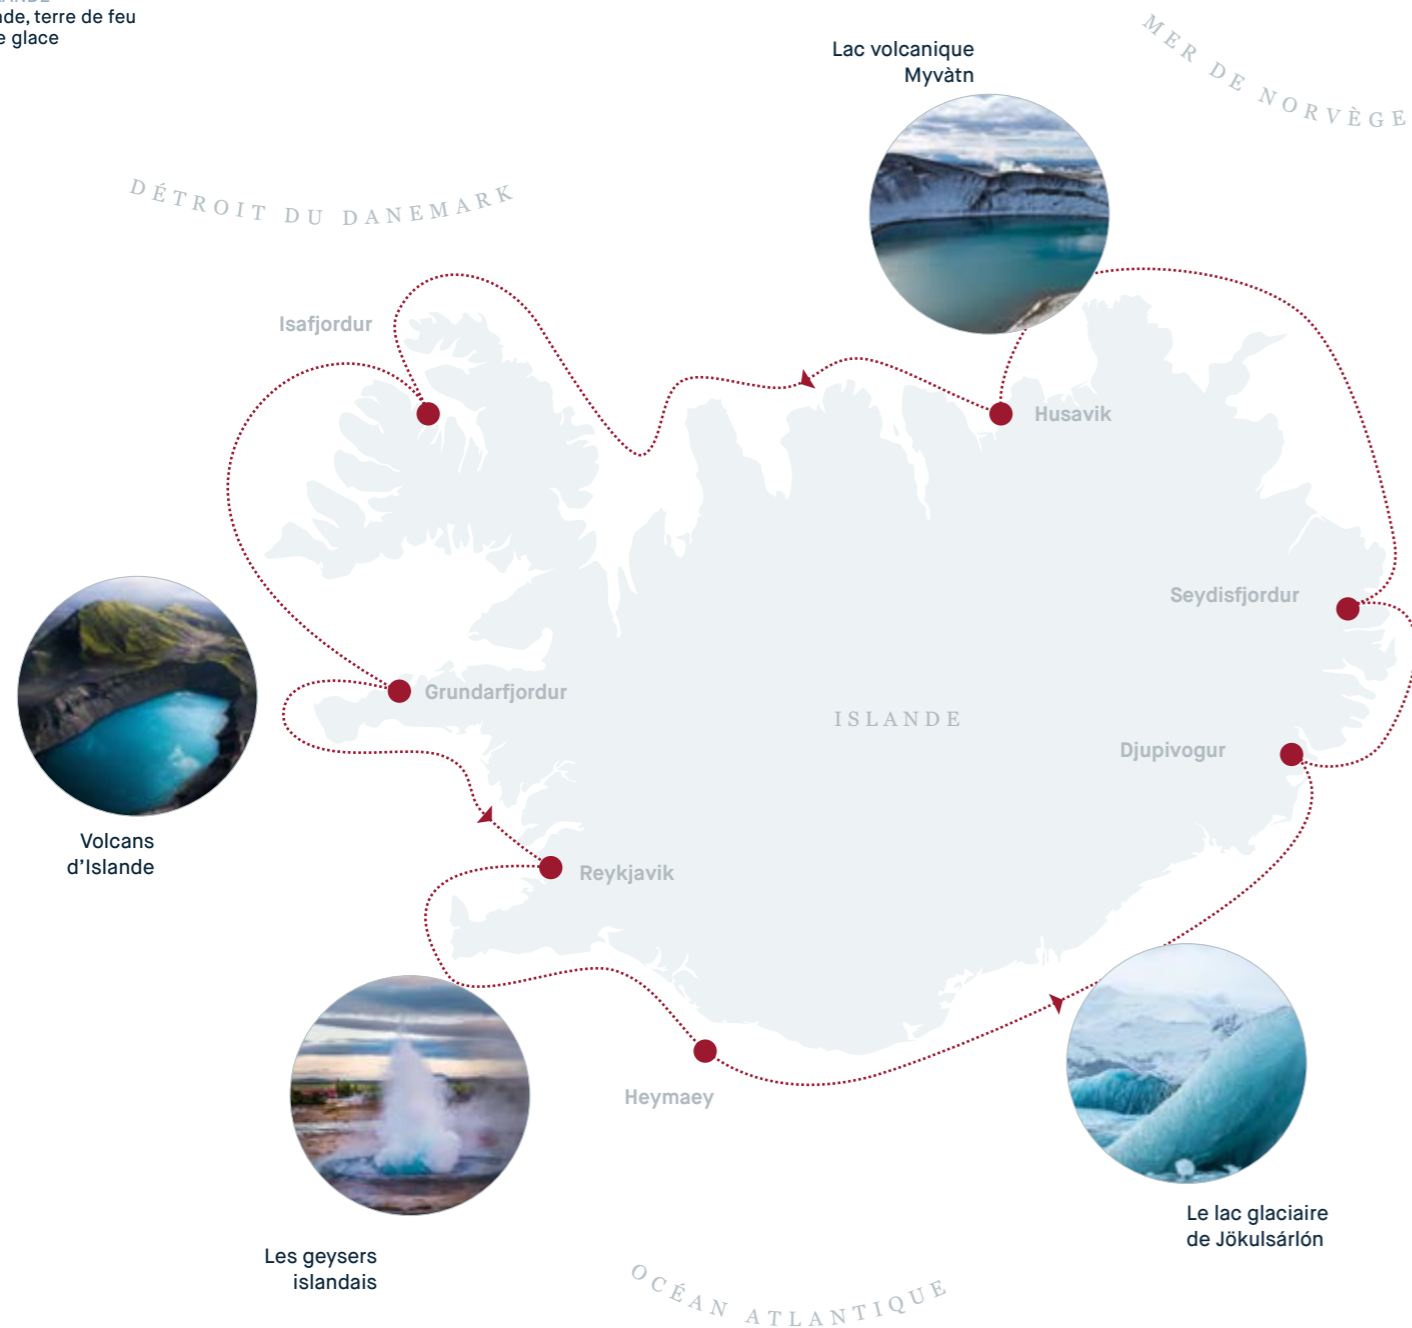 de, terre de feu
glace
Lac volcanique
Myvàtn
MER DE NORVÈGE
DÉTROIT DU DANEMARK
Isafjordur
Husavik
Seydisfjordur
Grundarfjordur
ISLANDE
Djupivogur
Volcans
d'Islande
Reykjavik
Heymaey
Le lac glaciaire
de Jökulsárlón
Les geysers
islandais
OCÉAN ATLANTIQUE